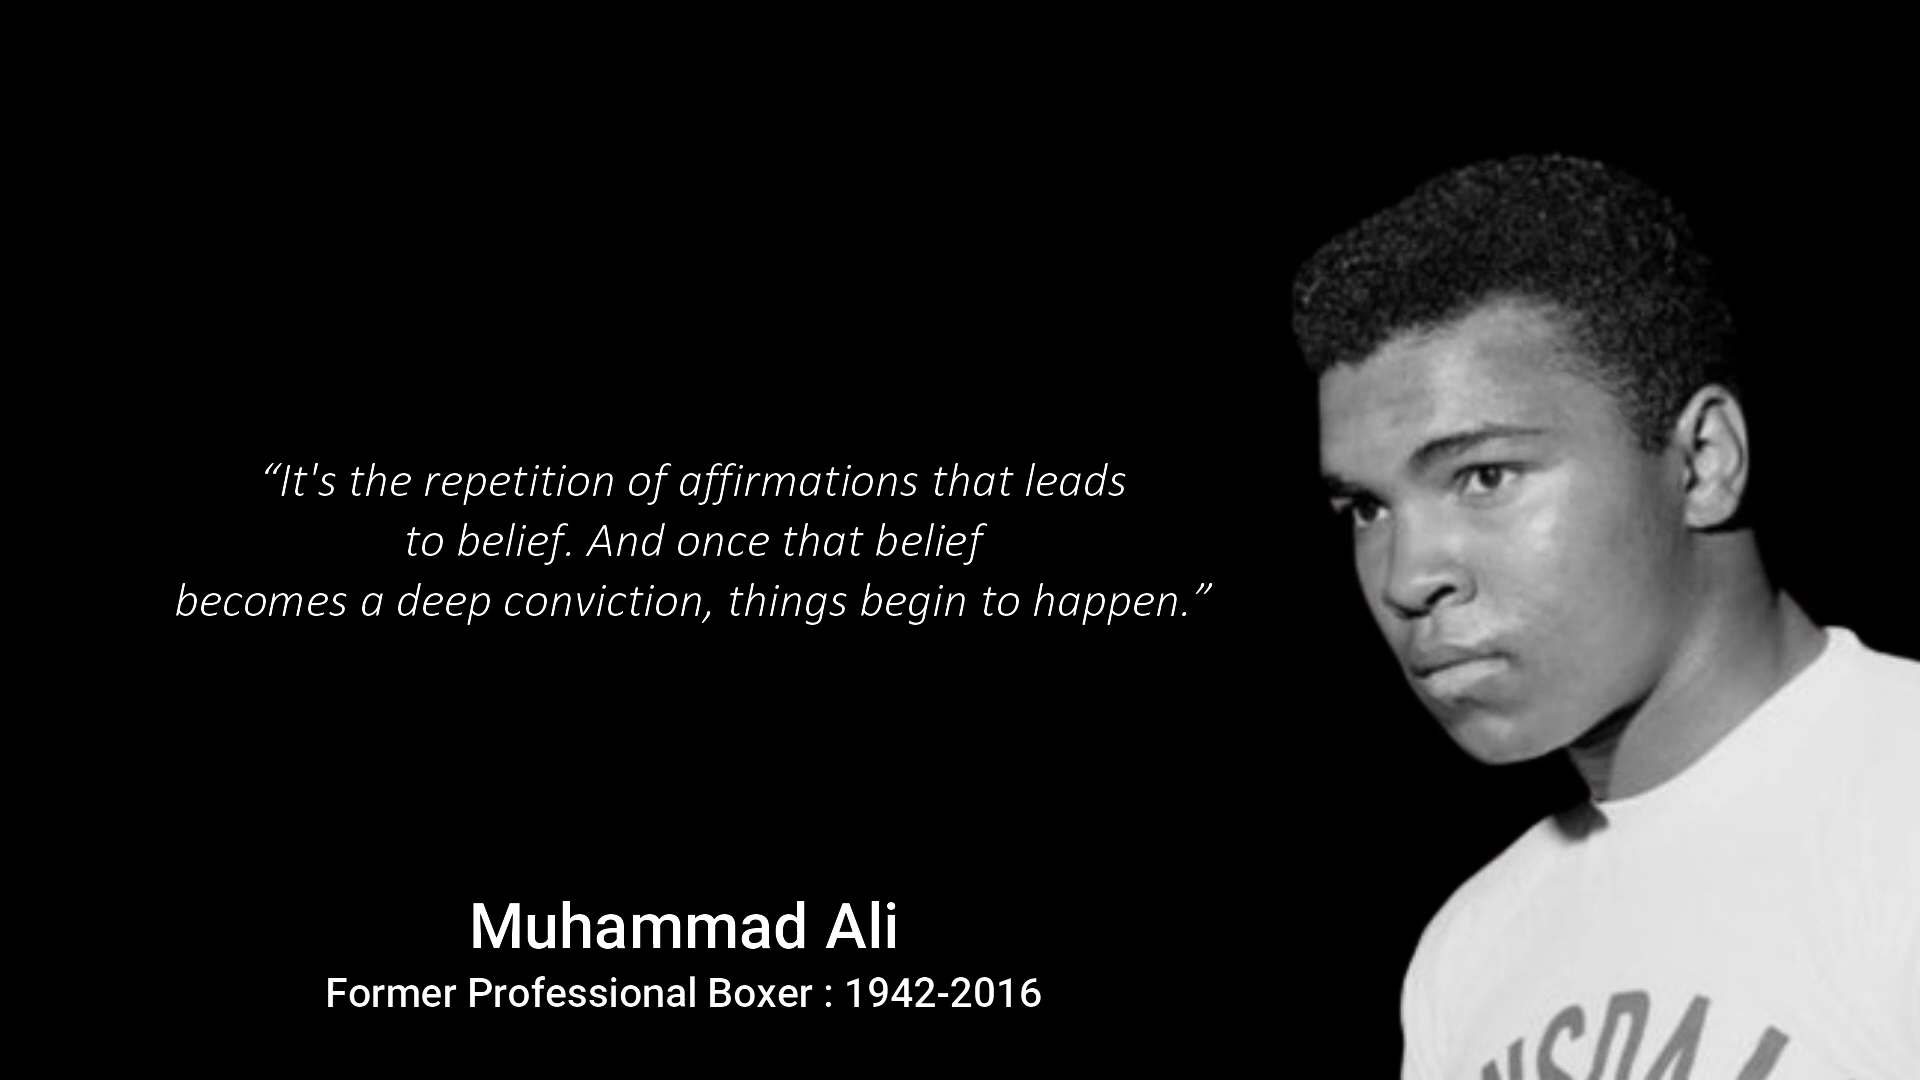 “It's the repetition of affirmations that leads
to belief. And once that belief
becomes a deep conviction, things begin to happen.”
Muhammad Ali
Former Professional Boxer : 1942-2016
NSDAL